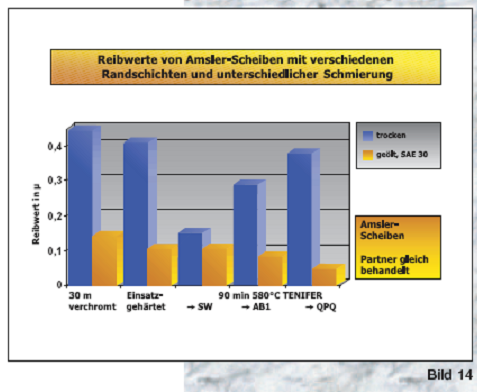 Reibwerte von Amsler-Scheiben mit verschiedenen
Randschichten und unterschiedlicher Schmierung
Reibwert in µ
0,4
0,3
0,2
0,1
0
trocken
geölt, SAE 30
Amsler-
Scheiben
Partner gleich
behandelt
30 m
verchromt
Einsatz-
gehärtet
90 min 580°C TENIFER
→ SW
→ AB1
→ QPQ
Bild 14